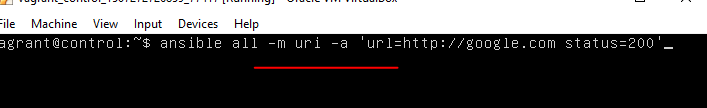 [Running] - Oracle VM VirtualBox
File Machine View Input Devices Help
agrant@control:~$ ansible all -m uri -a 'url=http://google.com status=200'_